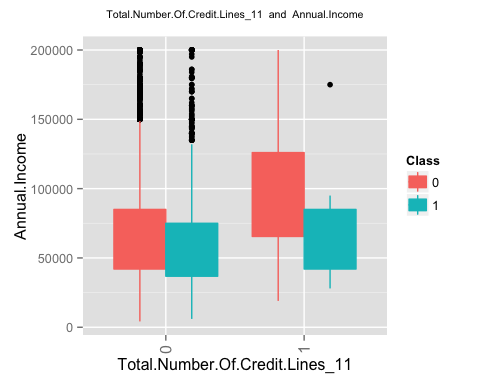 Total.Number.Of.Credit.Lines_11 and Annual.Income
200000
150000
100000
50000
0
Annual.Income
0
1
Total.Number.Of.Credit.Lines_11
Class
0
1